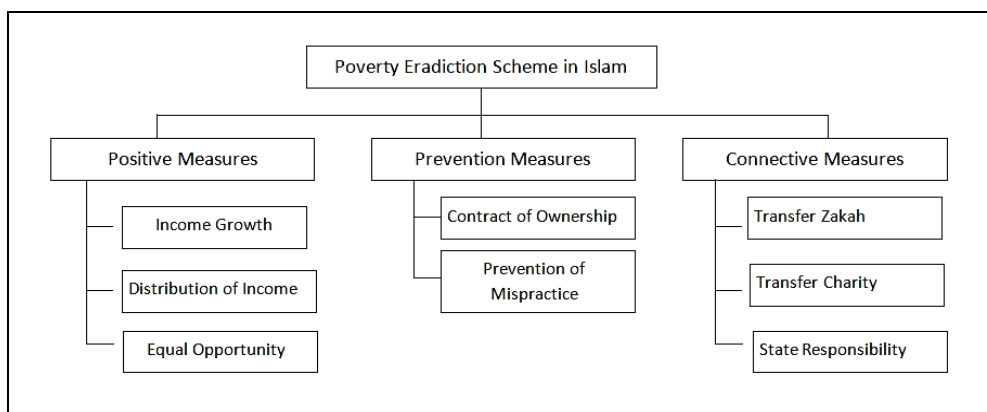 Poverty Eradiction Scheme in Islam
Positive Measures
Prevention Measures
Connective Measures
Income Growth
Distribution of Income
Equal Opportunity
Contract of Ownership
Prevention of
Mispractice
Transfer Zakah
Transfer Charity
State Responsibility